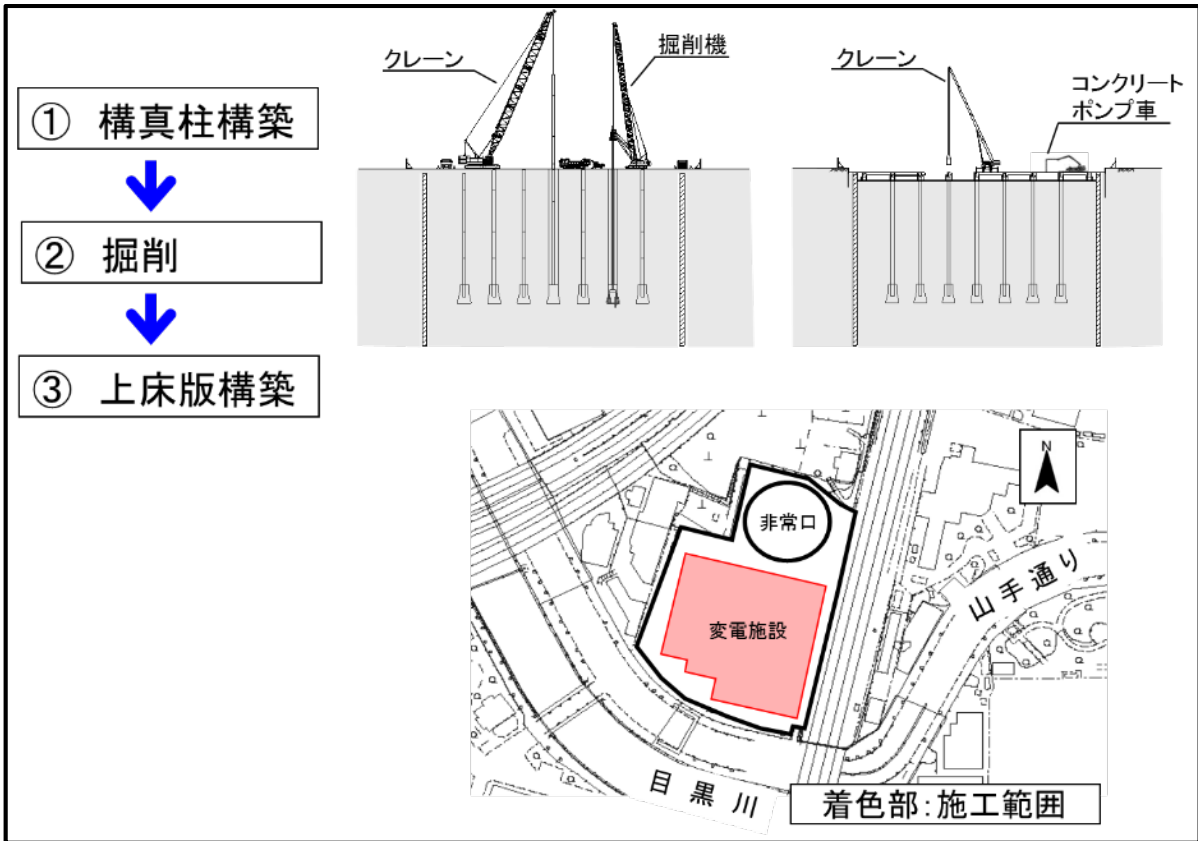 ① 構真柱構築
② 掘削
③ 上床版構築
クレーン
掘削機
クレーン
コンクリート
ポンプ車
N
非常口
変電施設
山手通り
目黒川
着色部:施工範囲